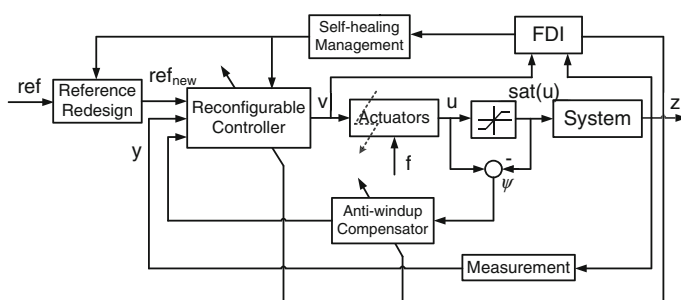 Self-healing
Management
FDI
ref
Reference
Redesign
ref_new
Reconfigurable
Controller
v
Actuators
u
sat(u)
System
z
y
f
-
ψ
Anti-windup
Compensator
Measurement